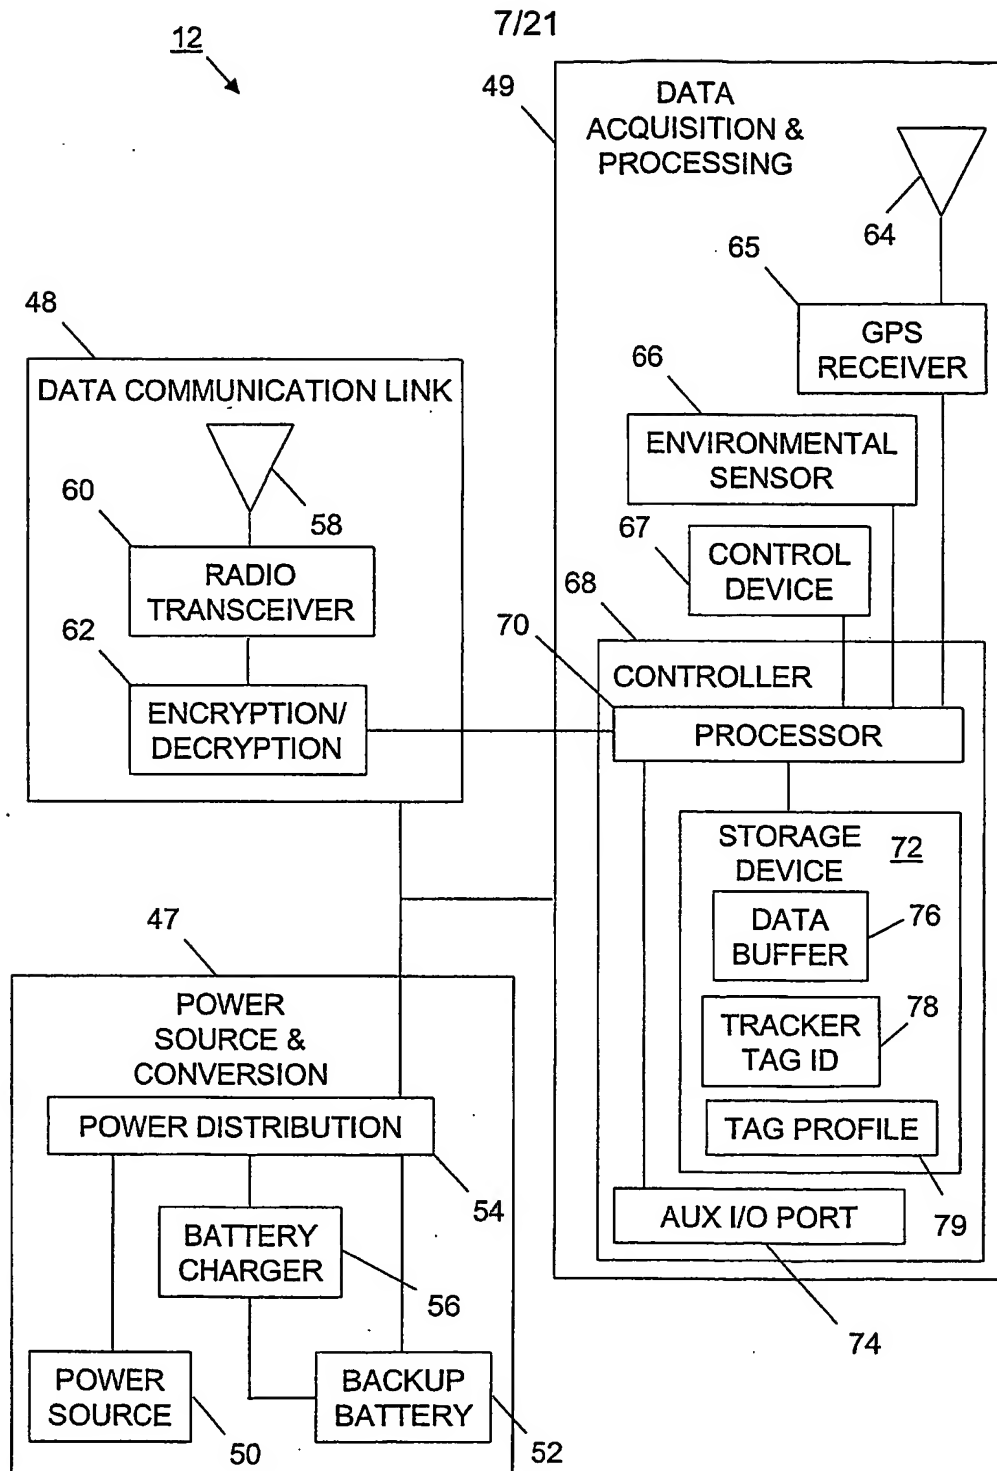 7/21
12
49
DATA
ACQUISITION &
PROCESSING
64
65
GPS
RECEIVER
48
DATA COMMUNICATION LINK
66
ENVIRONMENTAL
SENSOR
60
58
RADIO
TRANSCEIVER
67
CONTROL
DEVICE
62
ENCRYPTION/
DECRYPTION
68
70
CONTROLLER
PROCESSOR
STORAGE
DEVICE
72
DATA
BUFFER
76
TRACKER
TAG ID
78
TAG PROFILE
79
AUX I/O PORT
74
47
POWER
SOURCE &
CONVERSION
POWER DISTRIBUTION
54
BATTERY
CHARGER
56
POWER
SOURCE
50
BACKUP
BATTERY
52